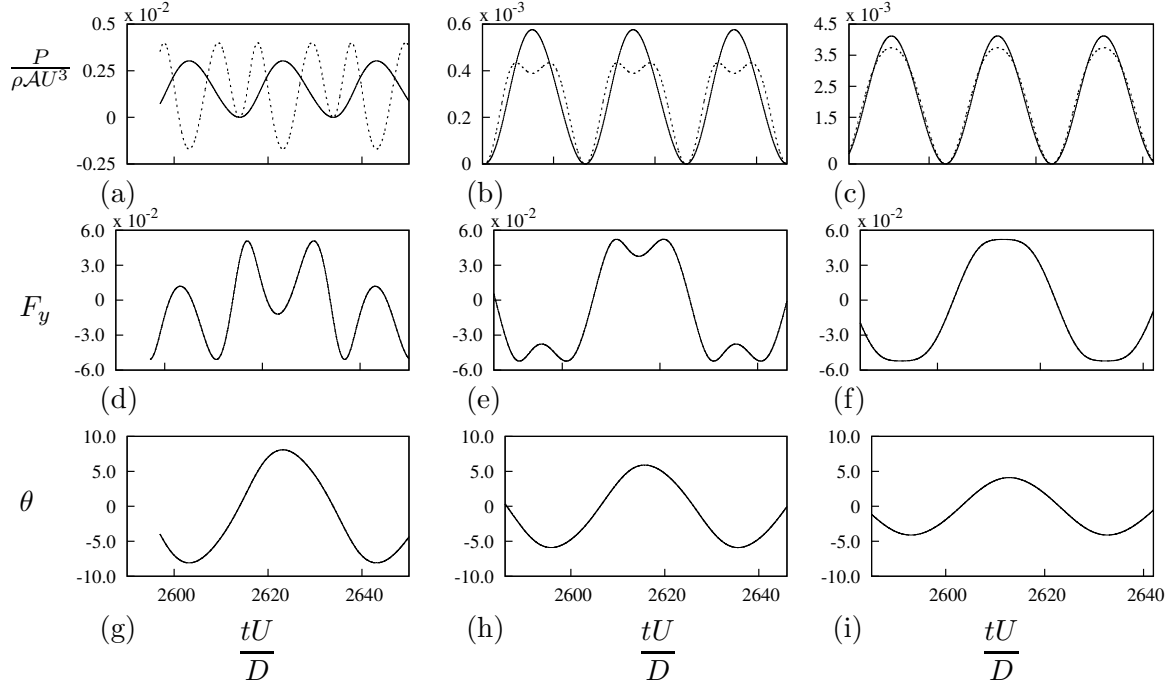 x 10⁻² x 10⁻³ x 10⁻³
P/ρ𝒜U³
0.5 0.25 0 -0.25
0.6 0.4 0.2 0
4.5 3.0 1.5 0
(a) (b) (c)
x 10⁻² x 10⁻² x 10⁻²
F_y
6.0 3.0 0 -3.0 -6.0
6.0 3.0 0 -3.0 -6.0
6.0 3.0 0 -3.0 -6.0
(d) (e) (f)
θ
10.0 5.0 0 -5.0 -10.0
10.0 5.0 0 -5.0 -10.0
10.0 5.0 0 -5.0 -10.0
2600 2620 2640 2600 2620 2640 2600 2620 2640
(g) (h) (i)
tU/D tU/D tU/D